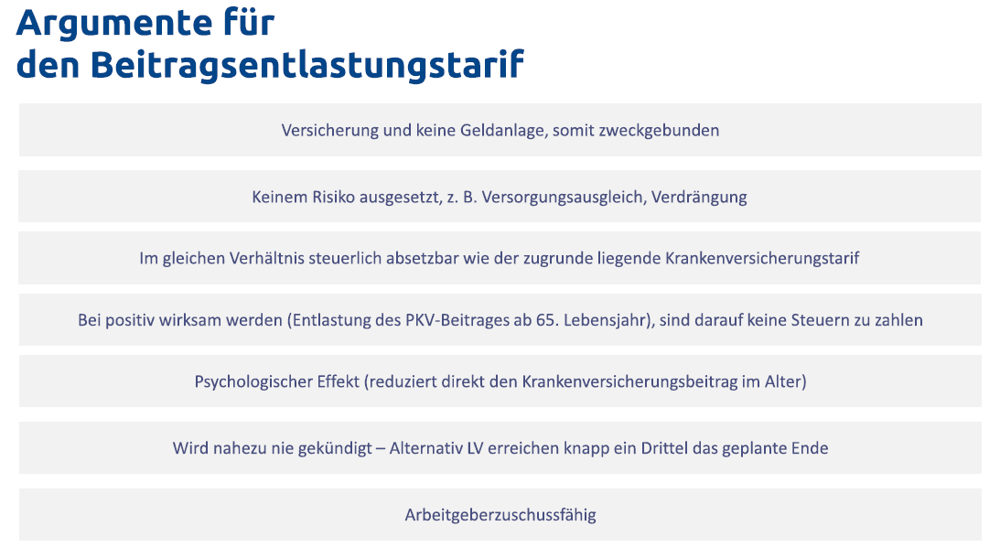 Argumente für
den Beitragsentlastungstarif
Versicherung und keine Geldanlage, somit zweckgebunden
Keinem Risiko ausgesetzt, z. B. Versorgungsausgleich, Verdrängung
Im gleichen Verhältnis steuerlich absetzbar wie der zugrunde liegende Krankenversicherungstarif
Bei positiv wirksam werden (Entlastung des PKV-Beitrages ab 65. Lebensjahr), sind darauf keine Steuern zu zahlen
Psychologischer Effekt (reduziert direkt den Krankenversicherungsbeitrag im Alter)
Wird nahezu nie gekündigt – Alternativ LV erreichen knapp ein Drittel das geplante Ende
Arbeitgeberzuschussfähig